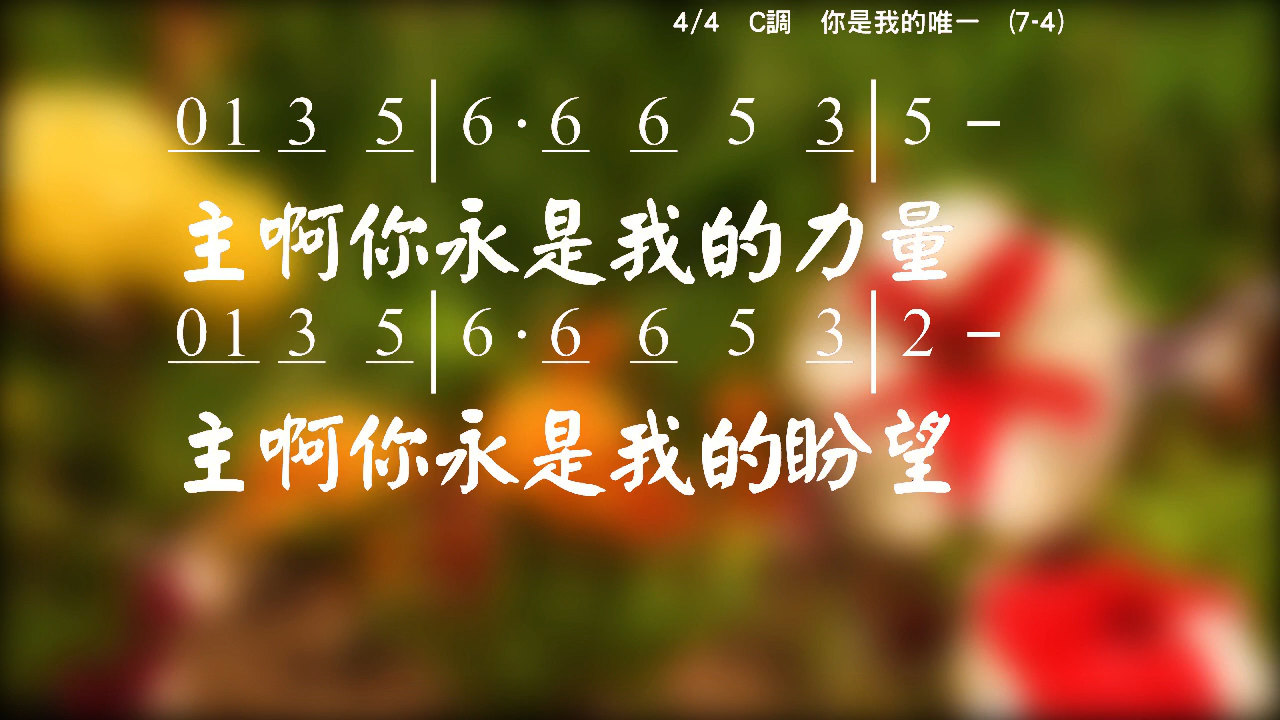 4/4 C調 你是我的唯一 (7-4)
01 3 5 | 6 · 6 6 5 3 | 5 –
主啊你永是我的力量
01 3 5 | 6 · 6 6 5 3 | 2 –
主啊你永是我的盼望